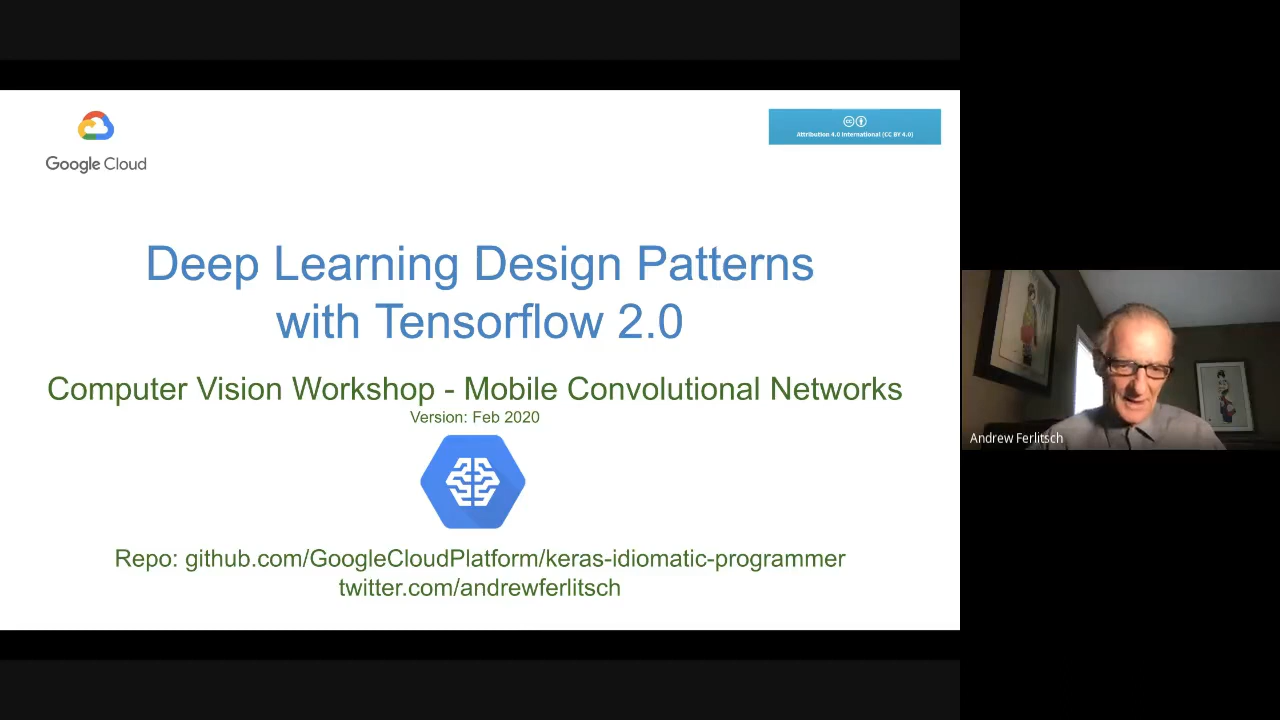 Google Cloud
Attribution 4.0 International (CC BY 4.0)
Deep Learning Design Patterns
with Tensorflow 2.0
Computer Vision Workshop - Mobile Convolutional Networks
Version: Feb 2020
Repo: github.com/GoogleCloudPlatform/keras-idiomatic-programmer
twitter.com/andrewferlitsch
Andrew Ferlitsch